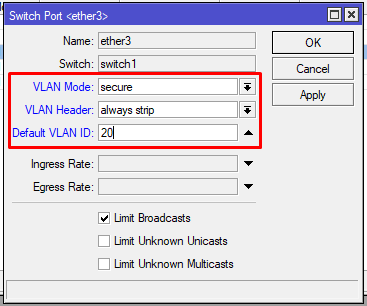 Switch Port <ether3>
Name: ether3
OK
Switch: switch1
Cancel
VLAN Mode: secure
VLAN Header: always strip
Apply
Default VLAN ID: 20
Ingress Rate:
Egress Rate:
Limit Broadcasts
Limit Unknown Unicasts
Limit Unknown Multicasts